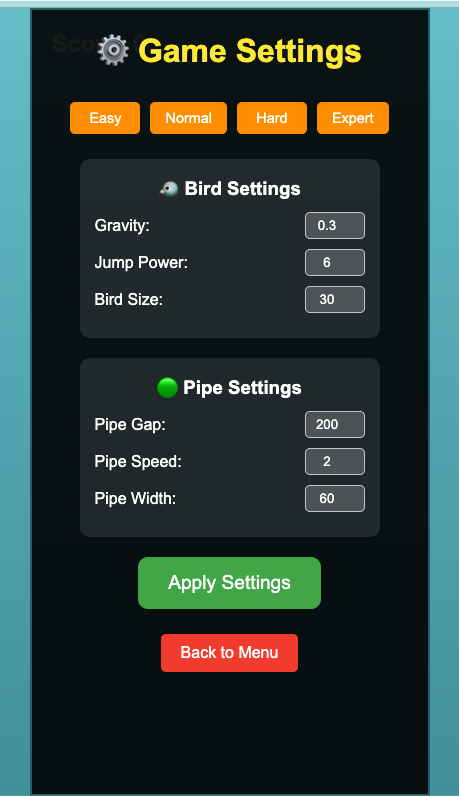 Game Settings
Easy Normal Hard Expert
Bird Settings
Gravity: 0.3
Jump Power: 6
Bird Size: 30
Pipe Settings
Pipe Gap: 200
Pipe Speed: 2
Pipe Width: 60
Apply Settings
Back to Menu